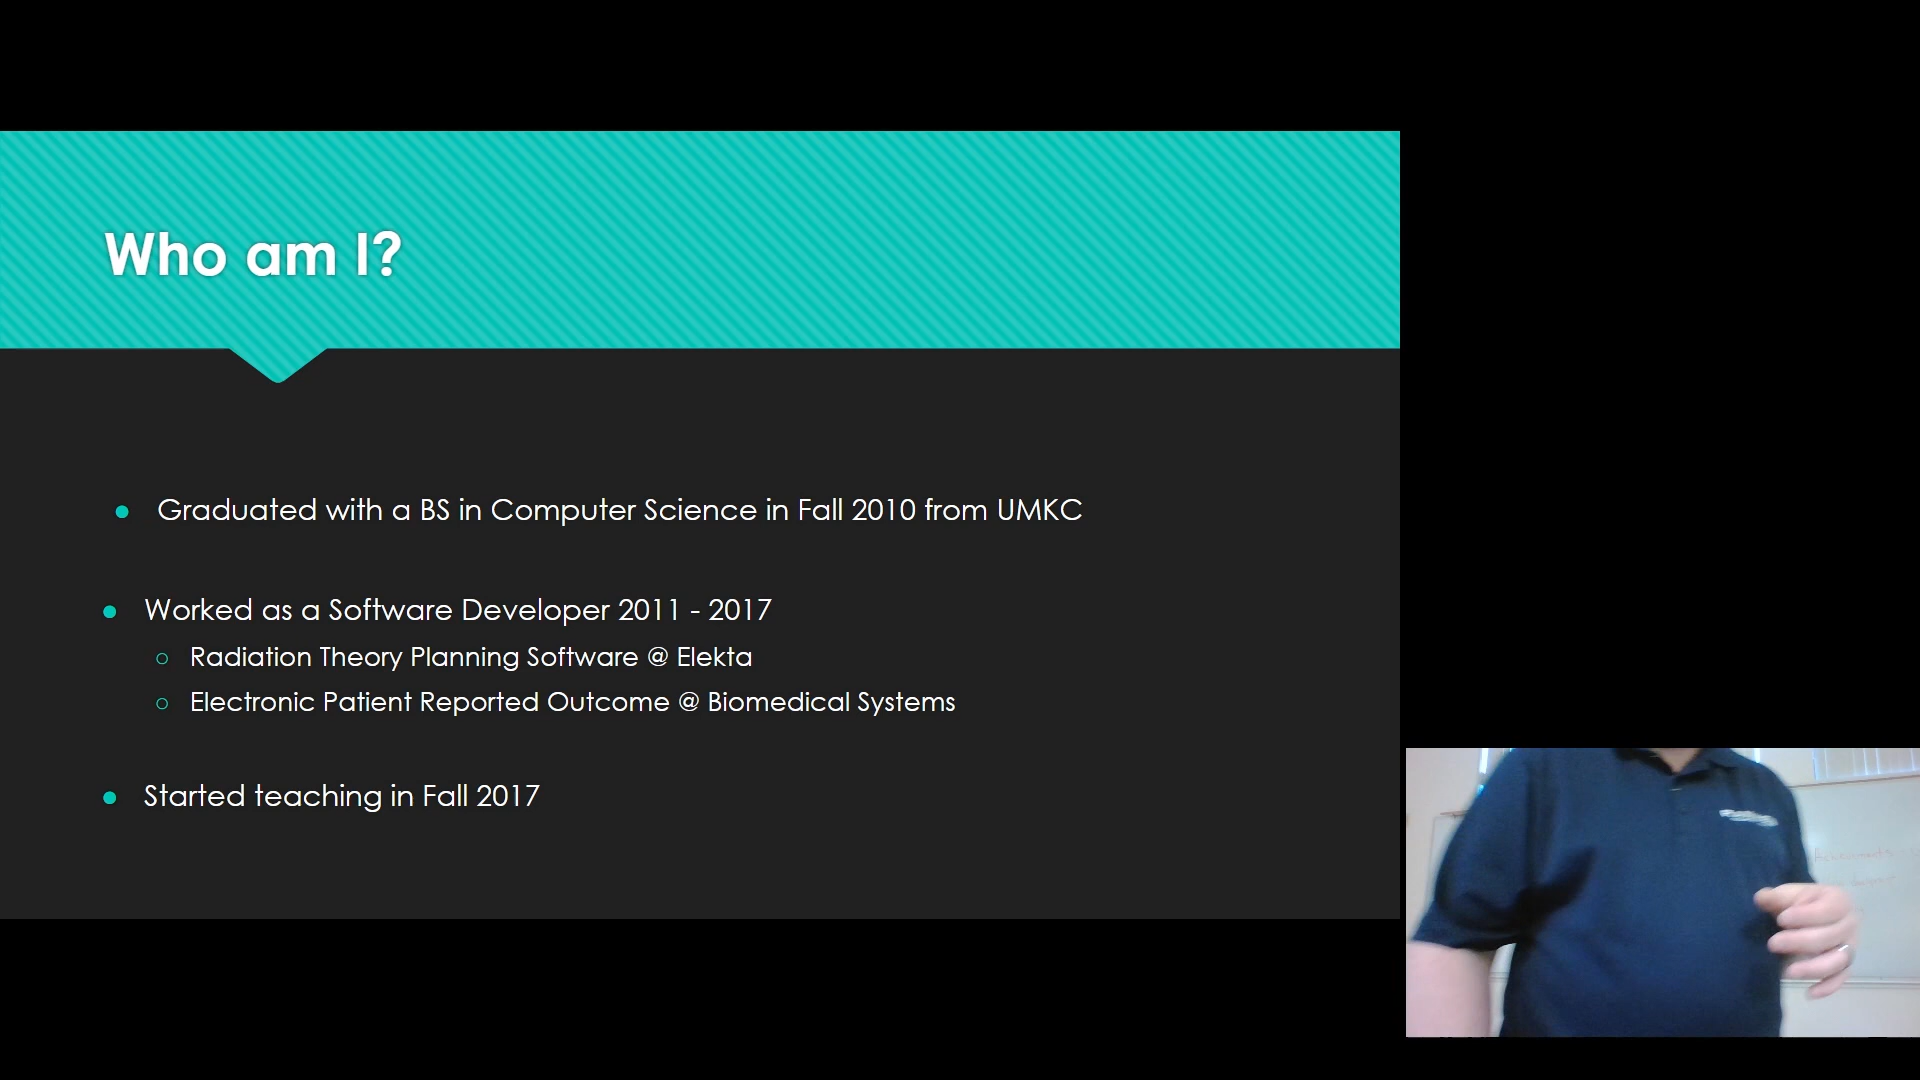 Who am I?
● Graduated with a BS in Computer Science in Fall 2010 from UMKC
● Worked as a Software Developer 2011 - 2017
○ Radiation Theory Planning Software @ Elekta
○ Electronic Patient Reported Outcome @ Biomedical Systems
● Started teaching in Fall 2017